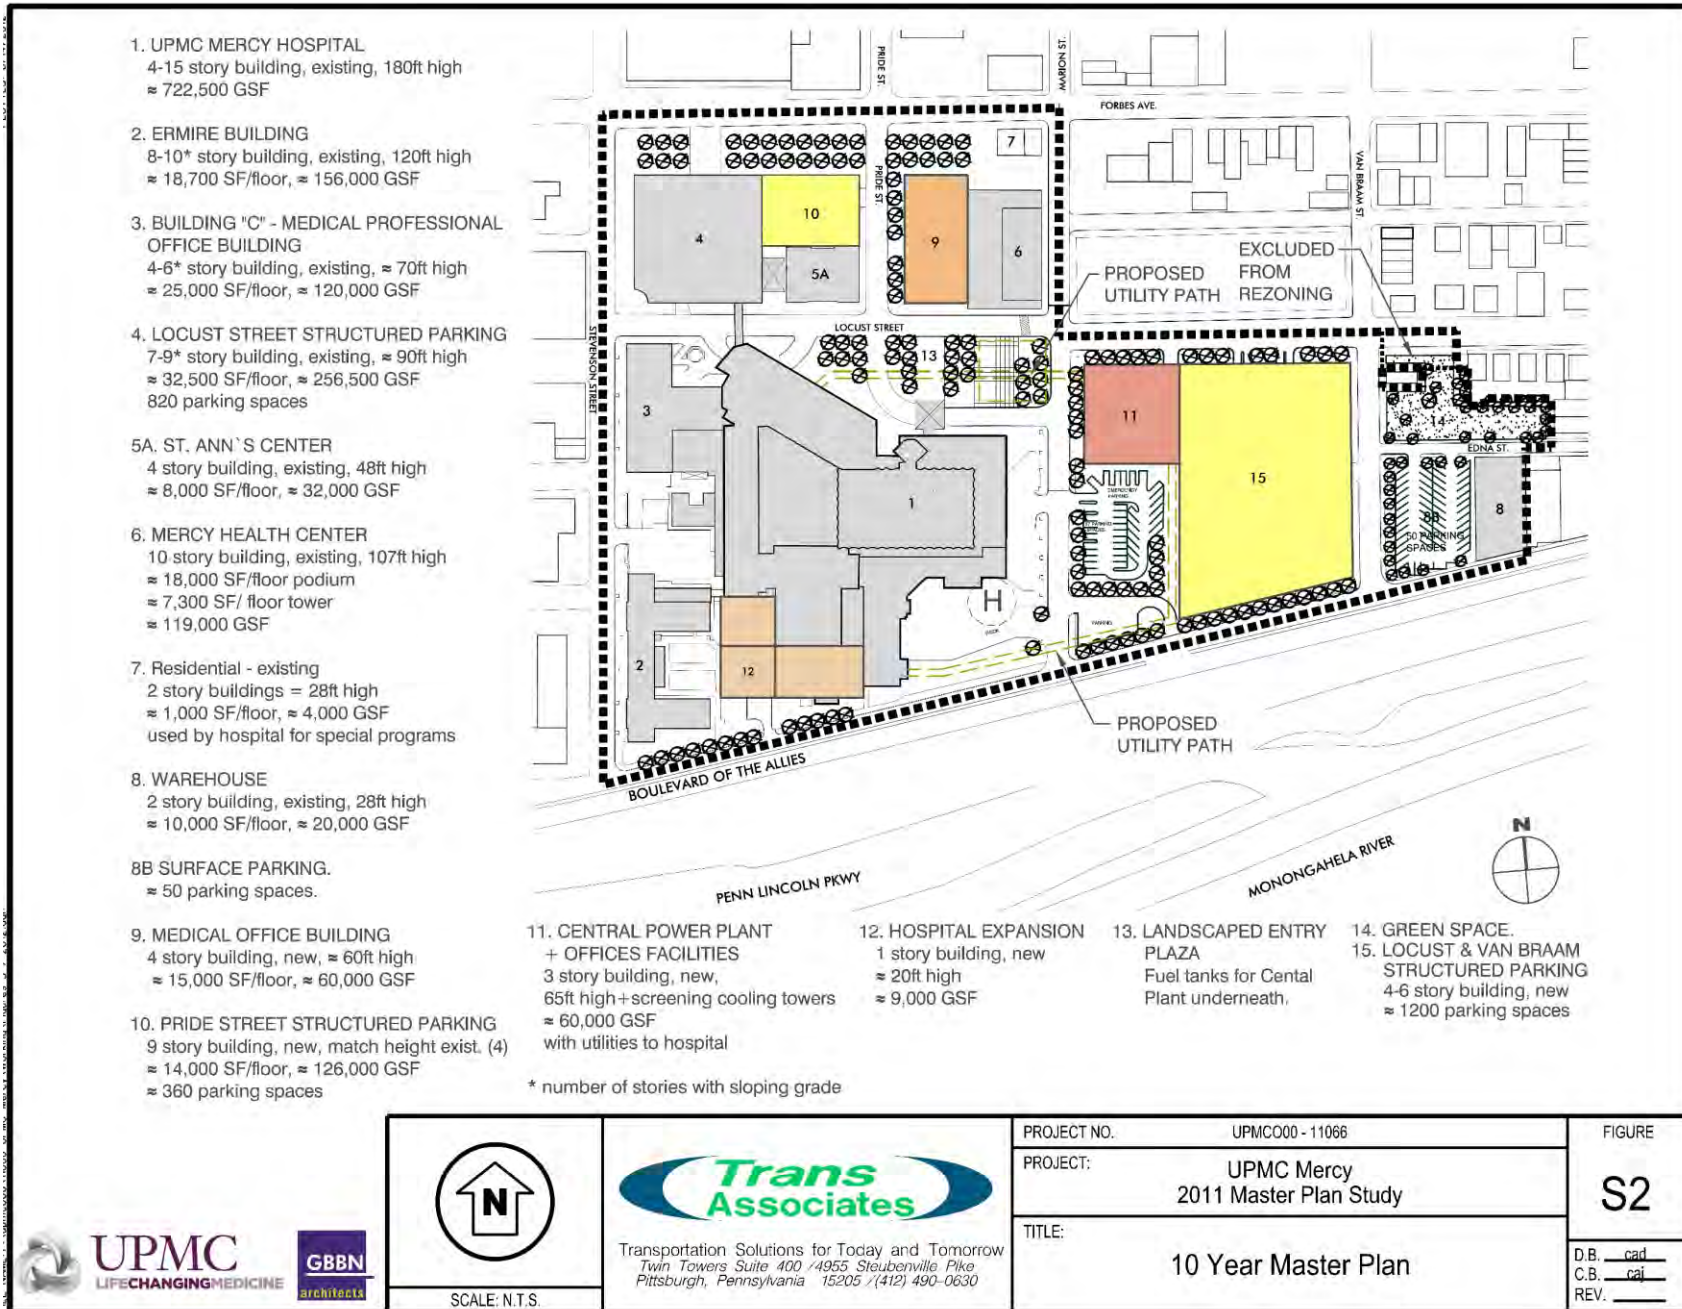 1. UPMC MERCY HOSPITAL
4-15 story building, existing, 180ft high
≈ 722,500 GSF
2. ERMIRE BUILDING
8-10* story building, existing, 120ft high
≈ 18,700 SF/floor, ≈ 156,000 GSF
3. BUILDING "C" - MEDICAL PROFESSIONAL
OFFICE BUILDING
4-6* story building, existing, ≈ 70ft high
≈ 25,000 SF/floor, ≈ 120,000 GSF
4. LOCUST STREET STRUCTURED PARKING
7-9* story building, existing, ≈ 90ft high
≈ 32,500 SF/floor, ≈ 256,500 GSF
820 parking spaces
5A. ST. ANN`S CENTER
4 story building, existing, 48ft high
≈ 8,000 SF/floor, ≈ 32,000 GSF
6. MERCY HEALTH CENTER
10 story building, existing, 107ft high
≈ 18,000 SF/floor podium
≈ 7,300 SF/ floor tower
≈ 119,000 GSF
7. Residential - existing
2 story buildings = 28ft high
≈ 1,000 SF/floor, ≈ 4,000 GSF
used by hospital for special programs
8. WAREHOUSE
2 story building, existing, 28ft high
≈ 10,000 SF/floor, ≈ 20,000 GSF
8B SURFACE PARKING.
≈ 50 parking spaces.
9. MEDICAL OFFICE BUILDING
4 story building, new, ≈ 60ft high
≈ 15,000 SF/floor, ≈ 60,000 GSF
10. PRIDE STREET STRUCTURED PARKING
9 story building, new, match height exist. (4)
≈ 14,000 SF/floor, ≈ 126,000 GSF
≈ 360 parking spaces
PRIDE ST.
MARION ST.
FORBES AVE.
7
PRIDE ST.
VAN BRAAM ST.
10
4
9
6
5A
PROPOSED
UTILITY PATH
EXCLUDED
FROM
REZONING
LOCUST STREET
STEVENSON STREET
13
3
11
14
EDNA ST.
15
1
EMERGENCY
PARKING
8B
8
50 PARKING
SPACES
H
2
12
PROPOSED
UTILITY PATH
BOULEVARD OF THE ALLIES
PENN LINCOLN PKWY
MONONGAHELA RIVER
N
11. CENTRAL POWER PLANT
+ OFFICES FACILITIES
3 story building, new,
65ft high+screening cooling towers
≈ 60,000 GSF
with utilities to hospital
12. HOSPITAL EXPANSION
1 story building, new
≈ 20ft high
≈ 9,000 GSF
13. LANDSCAPED ENTRY
PLAZA
Fuel tanks for Cental
Plant underneath.
14. GREEN SPACE.
15. LOCUST & VAN BRAAM
STRUCTURED PARKING
4-6 story building, new
≈ 1200 parking spaces
* number of stories with sloping grade
UPMC
LIFECHANGINGMEDICINE
GBBN
architects
N
SCALE: N.T.S.
Trans
Associates
Transportation Solutions for Today and Tomorrow
Twin Towers Suite 400 /4955 Steubenville Pike
Pittsburgh, Pennsylvania 15205 /(412) 490-0630
PROJECT NO. UPMCO00 - 11066
PROJECT: UPMC Mercy
2011 Master Plan Study
TITLE:
10 Year Master Plan
FIGURE
S2
D.B. cad
C.B. caj
REV.